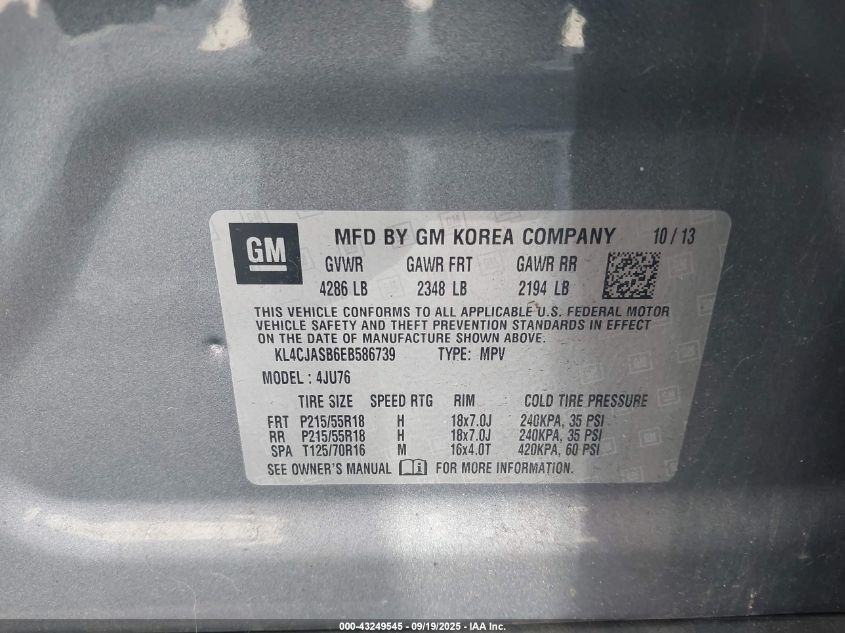 GM MFD BY GM KOREA COMPANY 10 / 13
GVWR GAWR FRT GAWR RR
4286 LB 2348 LB 2194 LB
THIS VEHICLE CONFORMS TO ALL APPLICABLE U.S. FEDERAL MOTOR
VEHICLE SAFETY AND THEFT PREVENTION STANDARDS IN EFFECT
ON THE DATE OF MANUFACTURE SHOWN ABOVE.
KL4CJASB6EB586739 TYPE: MPV
MODEL: 4JU76
TIRE SIZE SPEED RTG RIM COLD TIRE PRESSURE
FRT P215/55R18 H 18x7.0J 240KPA, 35 PSI
RR P215/55R18 H 18x7.0J 240KPA, 35 PSI
SPA T125/70R16 M 16x4.0T 420KPA, 60 PSI
SEE OWNER'S MANUAL FOR MORE INFORMATION.
000-43249545 - 09/19/2025 - IAA Inc.